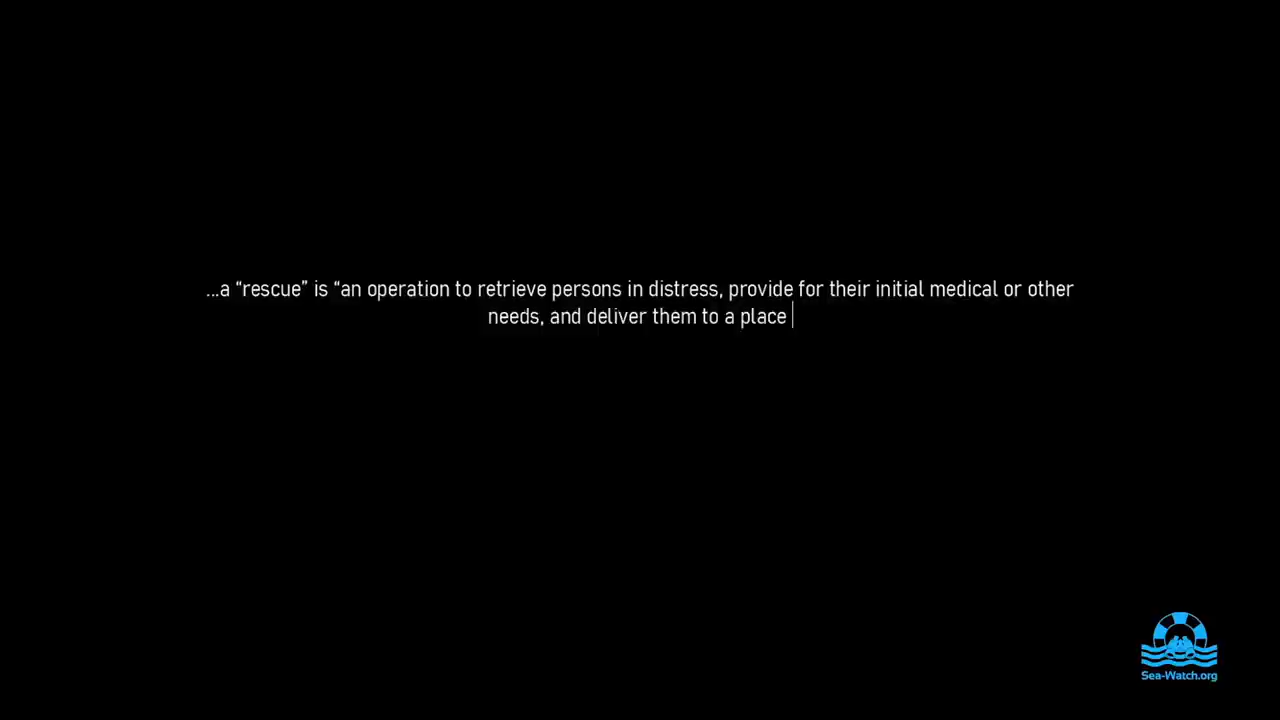 ...a “rescue” is “an operation to retrieve persons in distress, provide for their initial medical or other
needs, and deliver them to a place
Sea-Watch.org